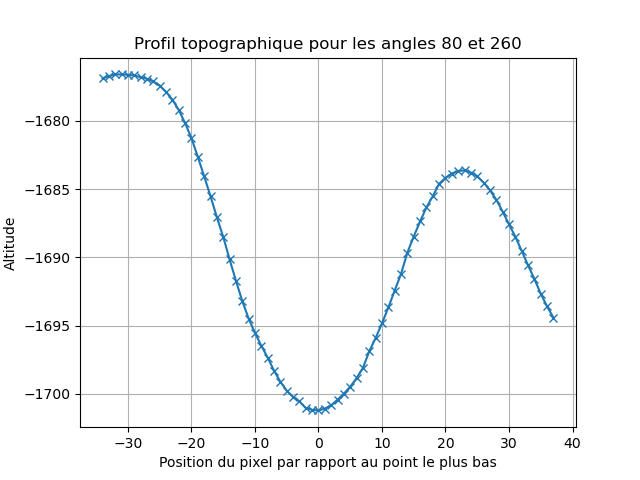 Profil topographique pour les angles 80 et 260
Altitude
−1680
−1685
−1690
−1695
−1700
−30 −20 −10 0 10 20 30 40
Position du pixel par rapport au point le plus bas